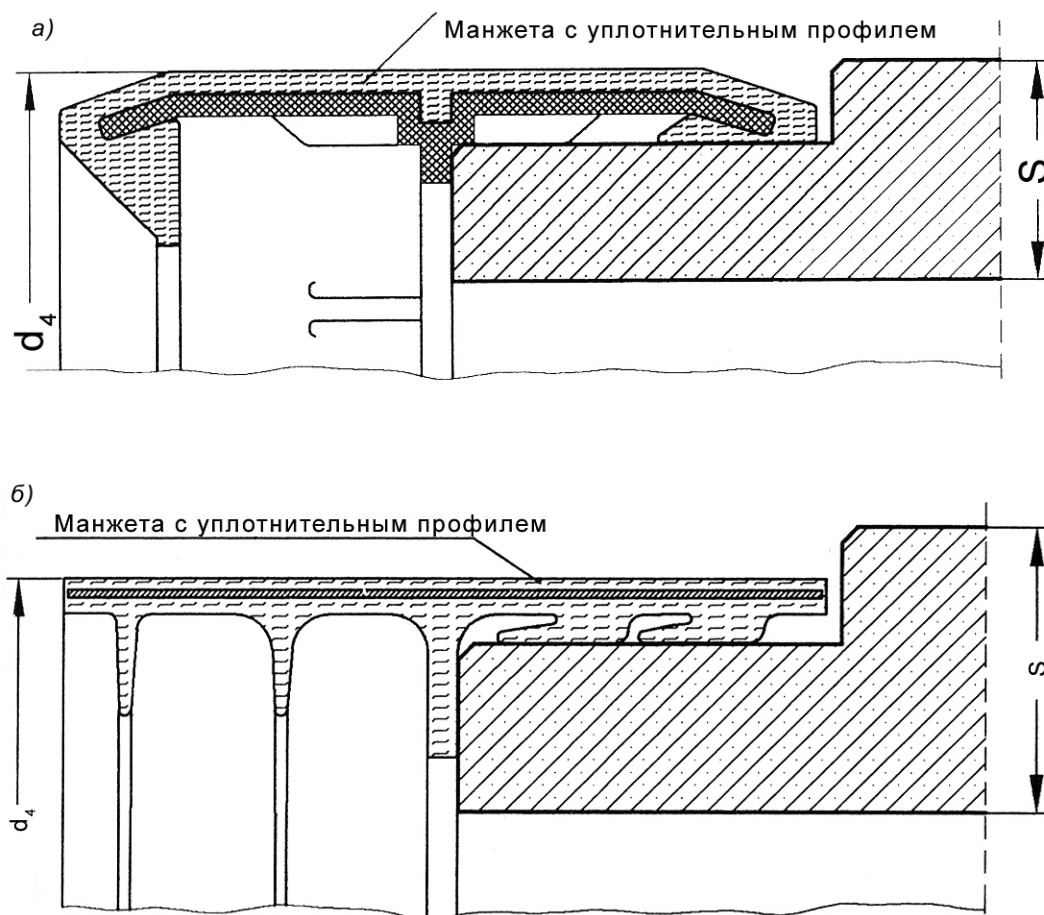 а)
Манжета с уплотнительным профилем
S
d4
б)
Манжета с уплотнительным профилем
S
d4